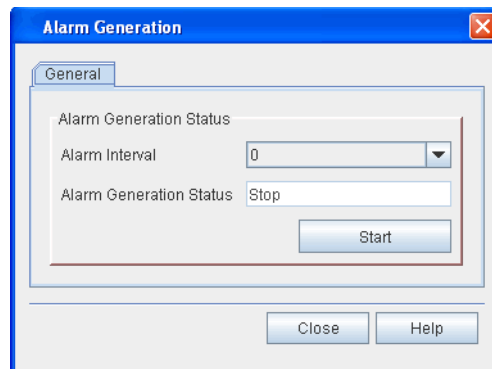 Alarm Generation
General
Alarm Generation Status
Alarm Interval 0
Alarm Generation Status Stop
Start
Close Help